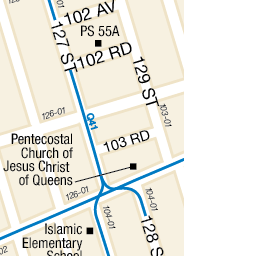 102 AV
127 ST
PS 55A
102 RD
129 ST
126-01
Q41
103-01
103 RD
Pentecostal
Church of
Jesus Christ
of Queens
126-01
104-01
104-01
128 S
Islamic
Elementary
School